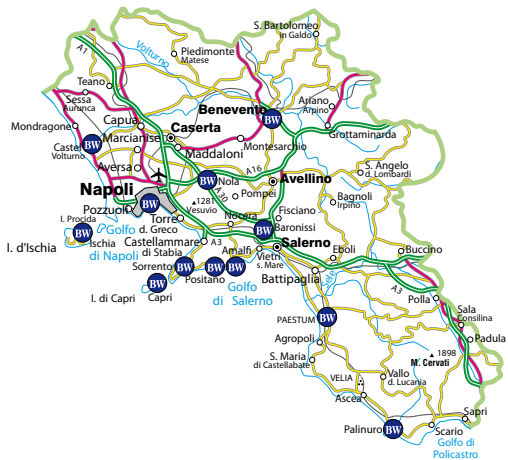 S. Bartolomeo
in Galdo
A1
Volturno
Piedimonte
Matese
Teano
Sessa
Aurunca
Benevento
BW
Ariano
Arpino
Mondragone
Capua
Caserta
Grottaminarda
Marcianise
BW
Castel
Volturno
Maddaloni
Montesarchio
Aversa
A16
S. Angelo
d. Lombardi
Napoli
BW
Nola
Avellino
A30
Pompei
Bagnoli
Irpino
Pozzuoli
BW
1281
Vesuvio
I. Procida
Torre
d. Greco
Nocera
Fisciano
BW
Baronissi
BW
Golfo
di Napoli
I. d'Ischia
Ischia
Castellammare
di Stabia
A3
Salerno
Amalfi
Vietri
s. Mare
Eboli
Buccino
Sorrento
BW
BW
BW
Positano
Battipaglia
Sele
A3
I. di Capri
BW
Capri
Golfo
di Salerno
Polla
Sala
Consilina
PAESTUM
BW
Padula
Agropoli
1898
M. Cervati
S. Maria
di Castellabate
VELIA
Vallo
d. Lucania
Ascea
Sapri
Palinuro
BW
Scario
Golfo di
Policastro